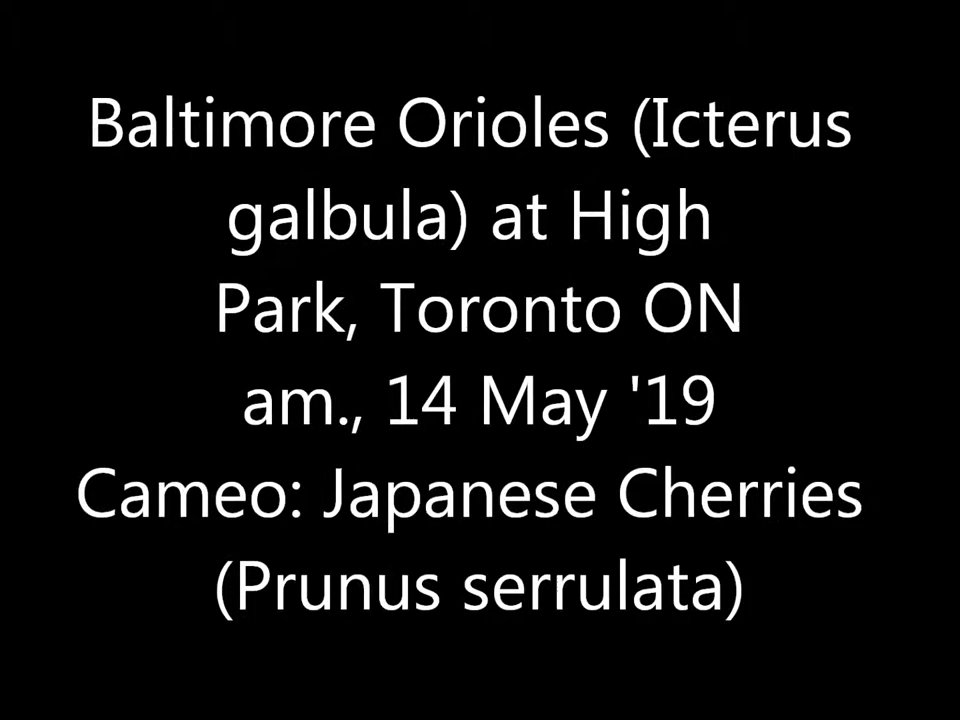 Baltimore Orioles (Icterus
galbula) at High
Park, Toronto ON
am., 14 May '19
Cameo: Japanese Cherries
(Prunus serrulata)